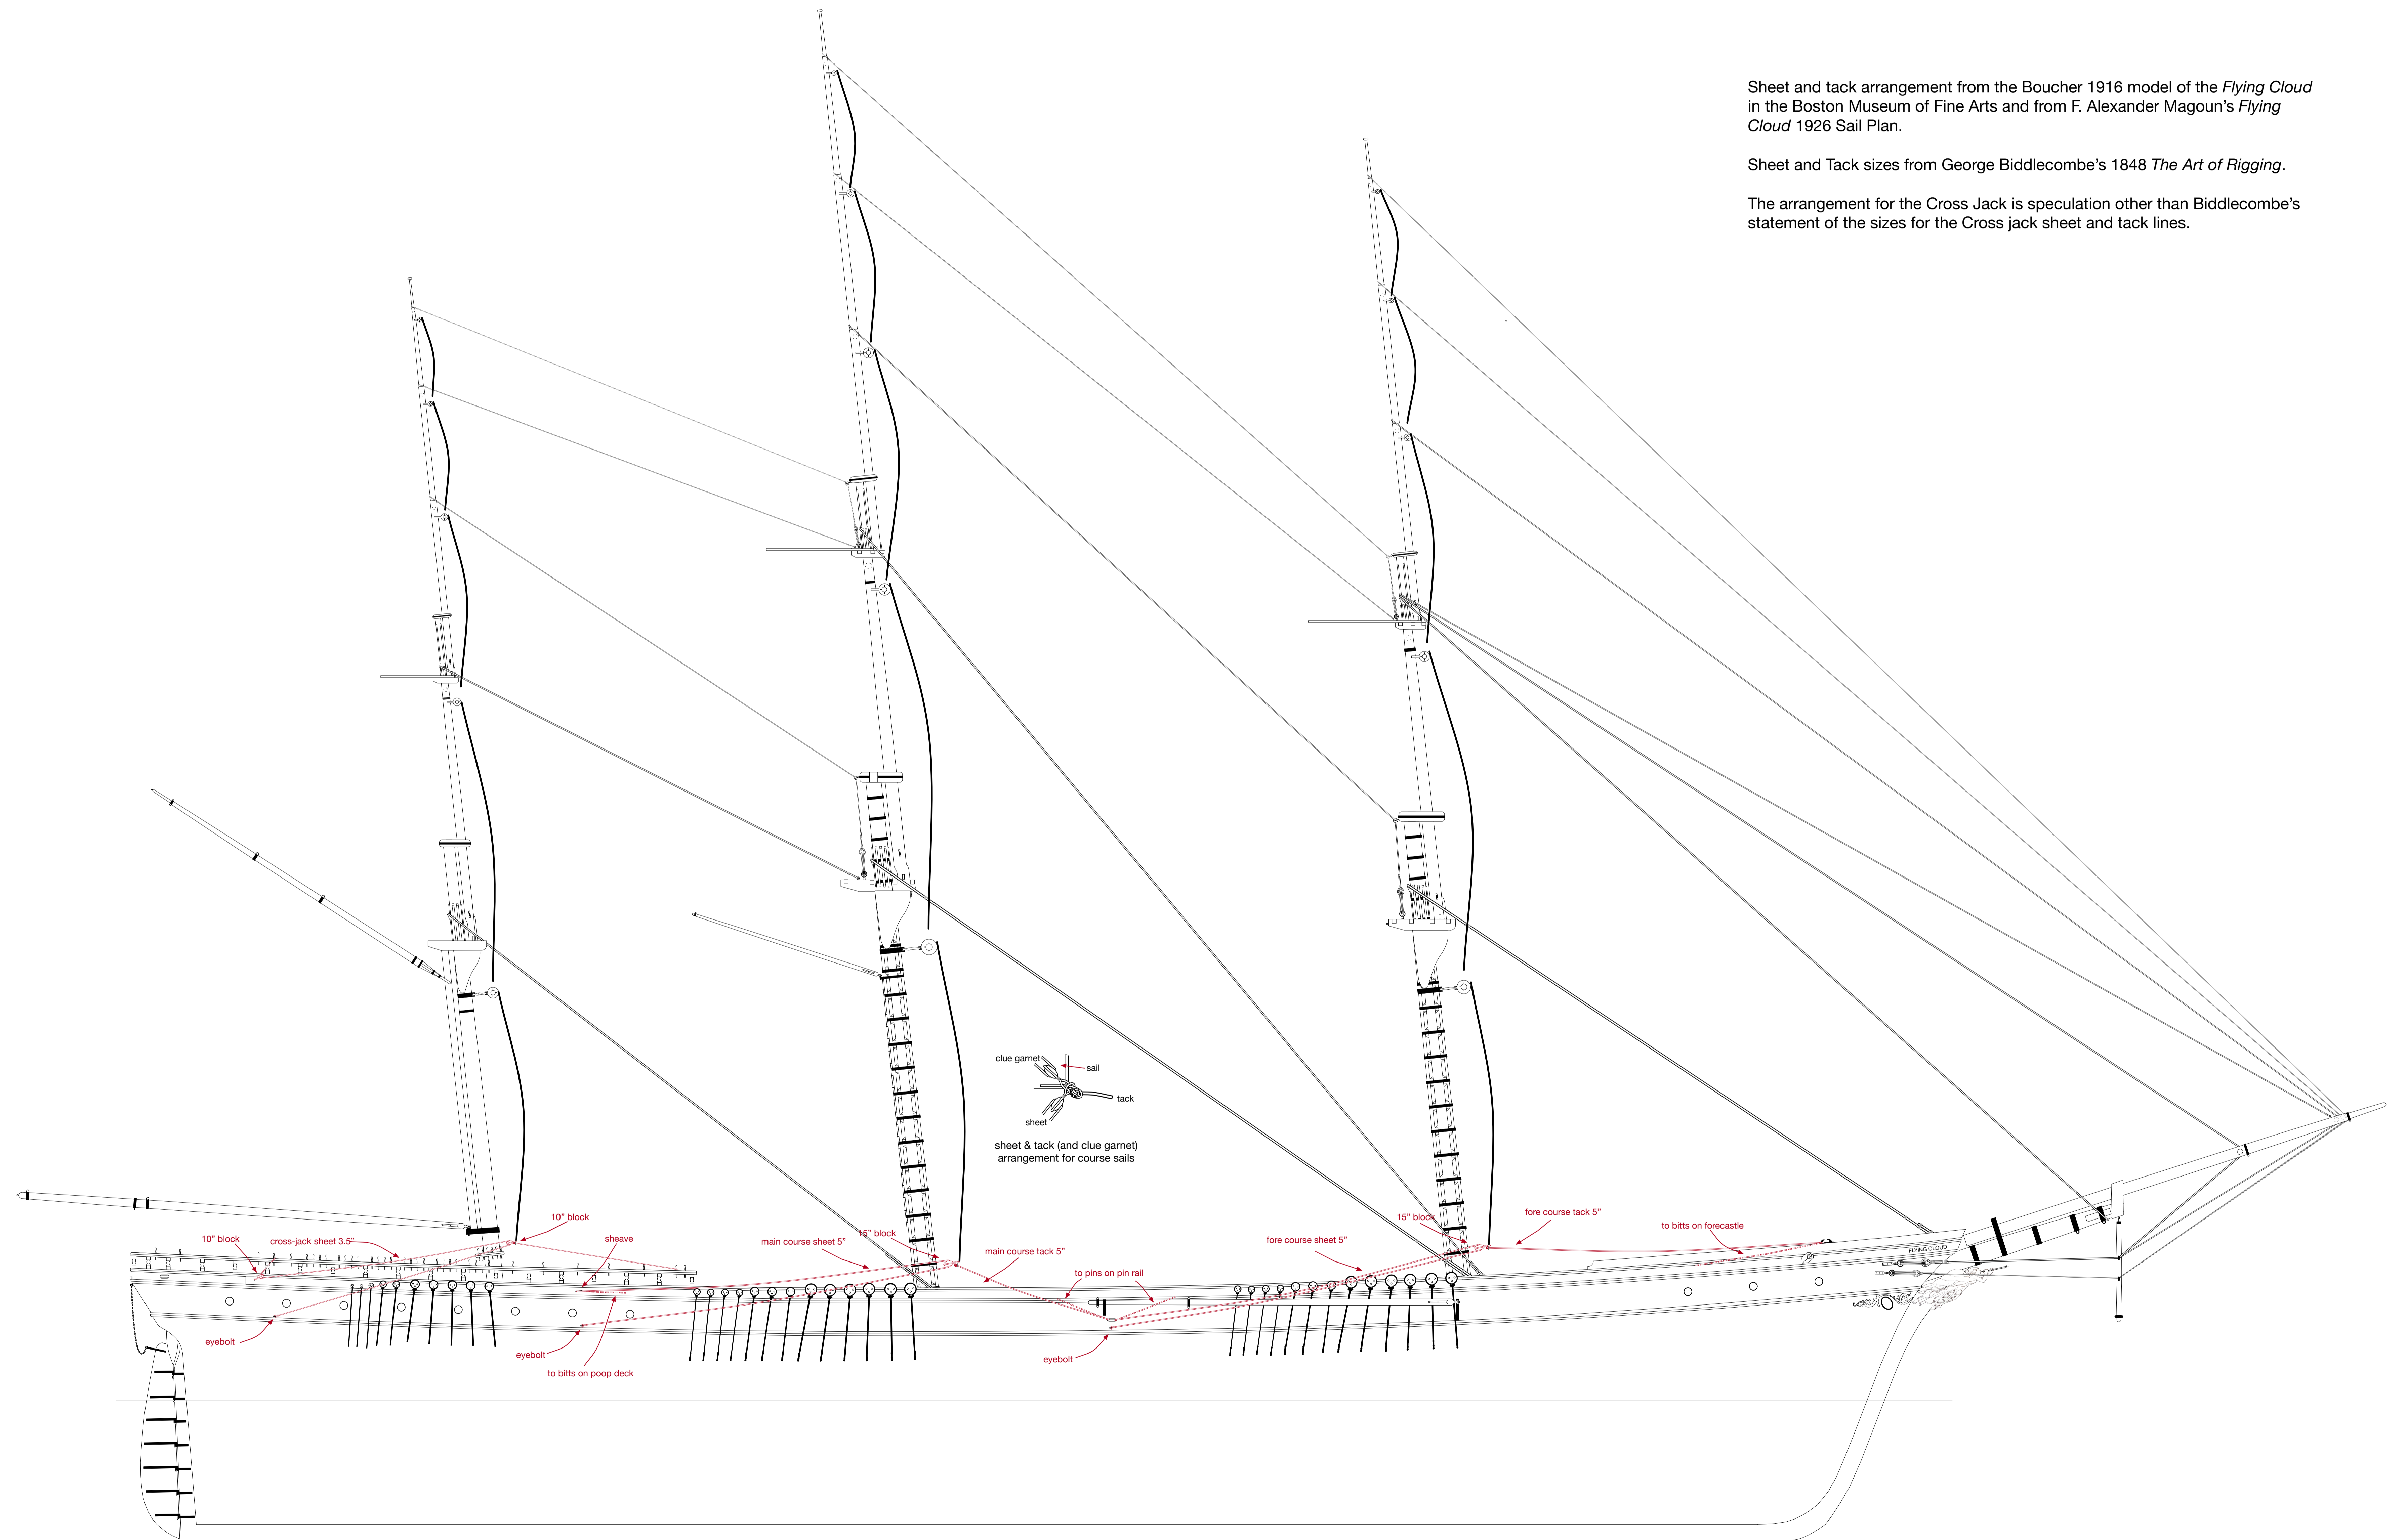 Sheet and tack arrangement from the Boucher 1916 model of the Flying Cloud
in the Boston Museum of Fine Arts and from F. Alexander Magoun’s Flying
Cloud 1926 Sail Plan.
Sheet and Tack sizes from George Biddlecombe’s 1848 The Art of Rigging.
The arrangement for the Cross Jack is speculation other than Biddlecombe’s
statement of the sizes for the Cross jack sheet and tack lines.
clue garnet
sail
tack
sheet
sheet & tack (and clue garnet)
arrangement for course sails
10” block
10” block
cross-jack sheet 3.5”
sheave
main course sheet 5”
15” block
main course tack 5”
to pins on pin rail
fore course sheet 5”
15” block
fore course tack 5”
to bitts on forecastle
FLYING CLOUD
eyebolt
eyebolt
to bitts on poop deck
eyebolt